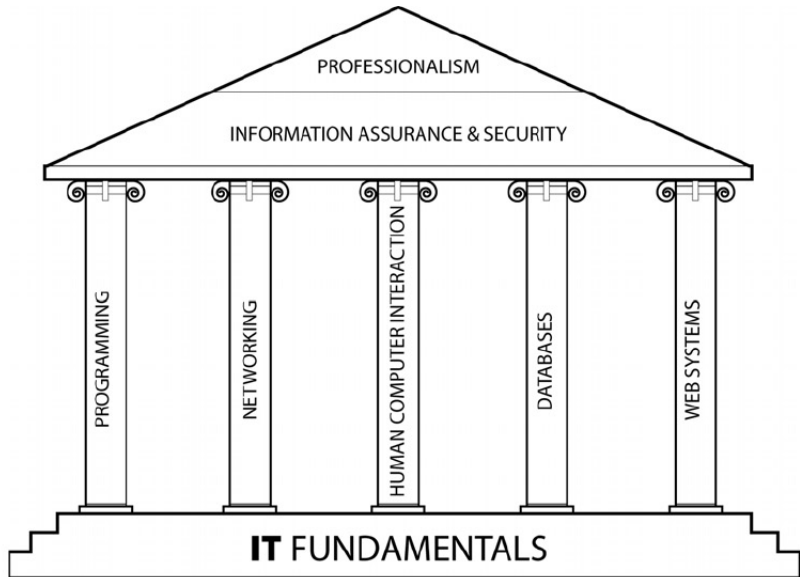 PROFESSIONALISM
INFORMATION ASSURANCE & SECURITY
PROGRAMMING
NETWORKING
HUMAN COMPUTER INTERACTION
DATABASES
WEB SYSTEMS
IT FUNDAMENTALS